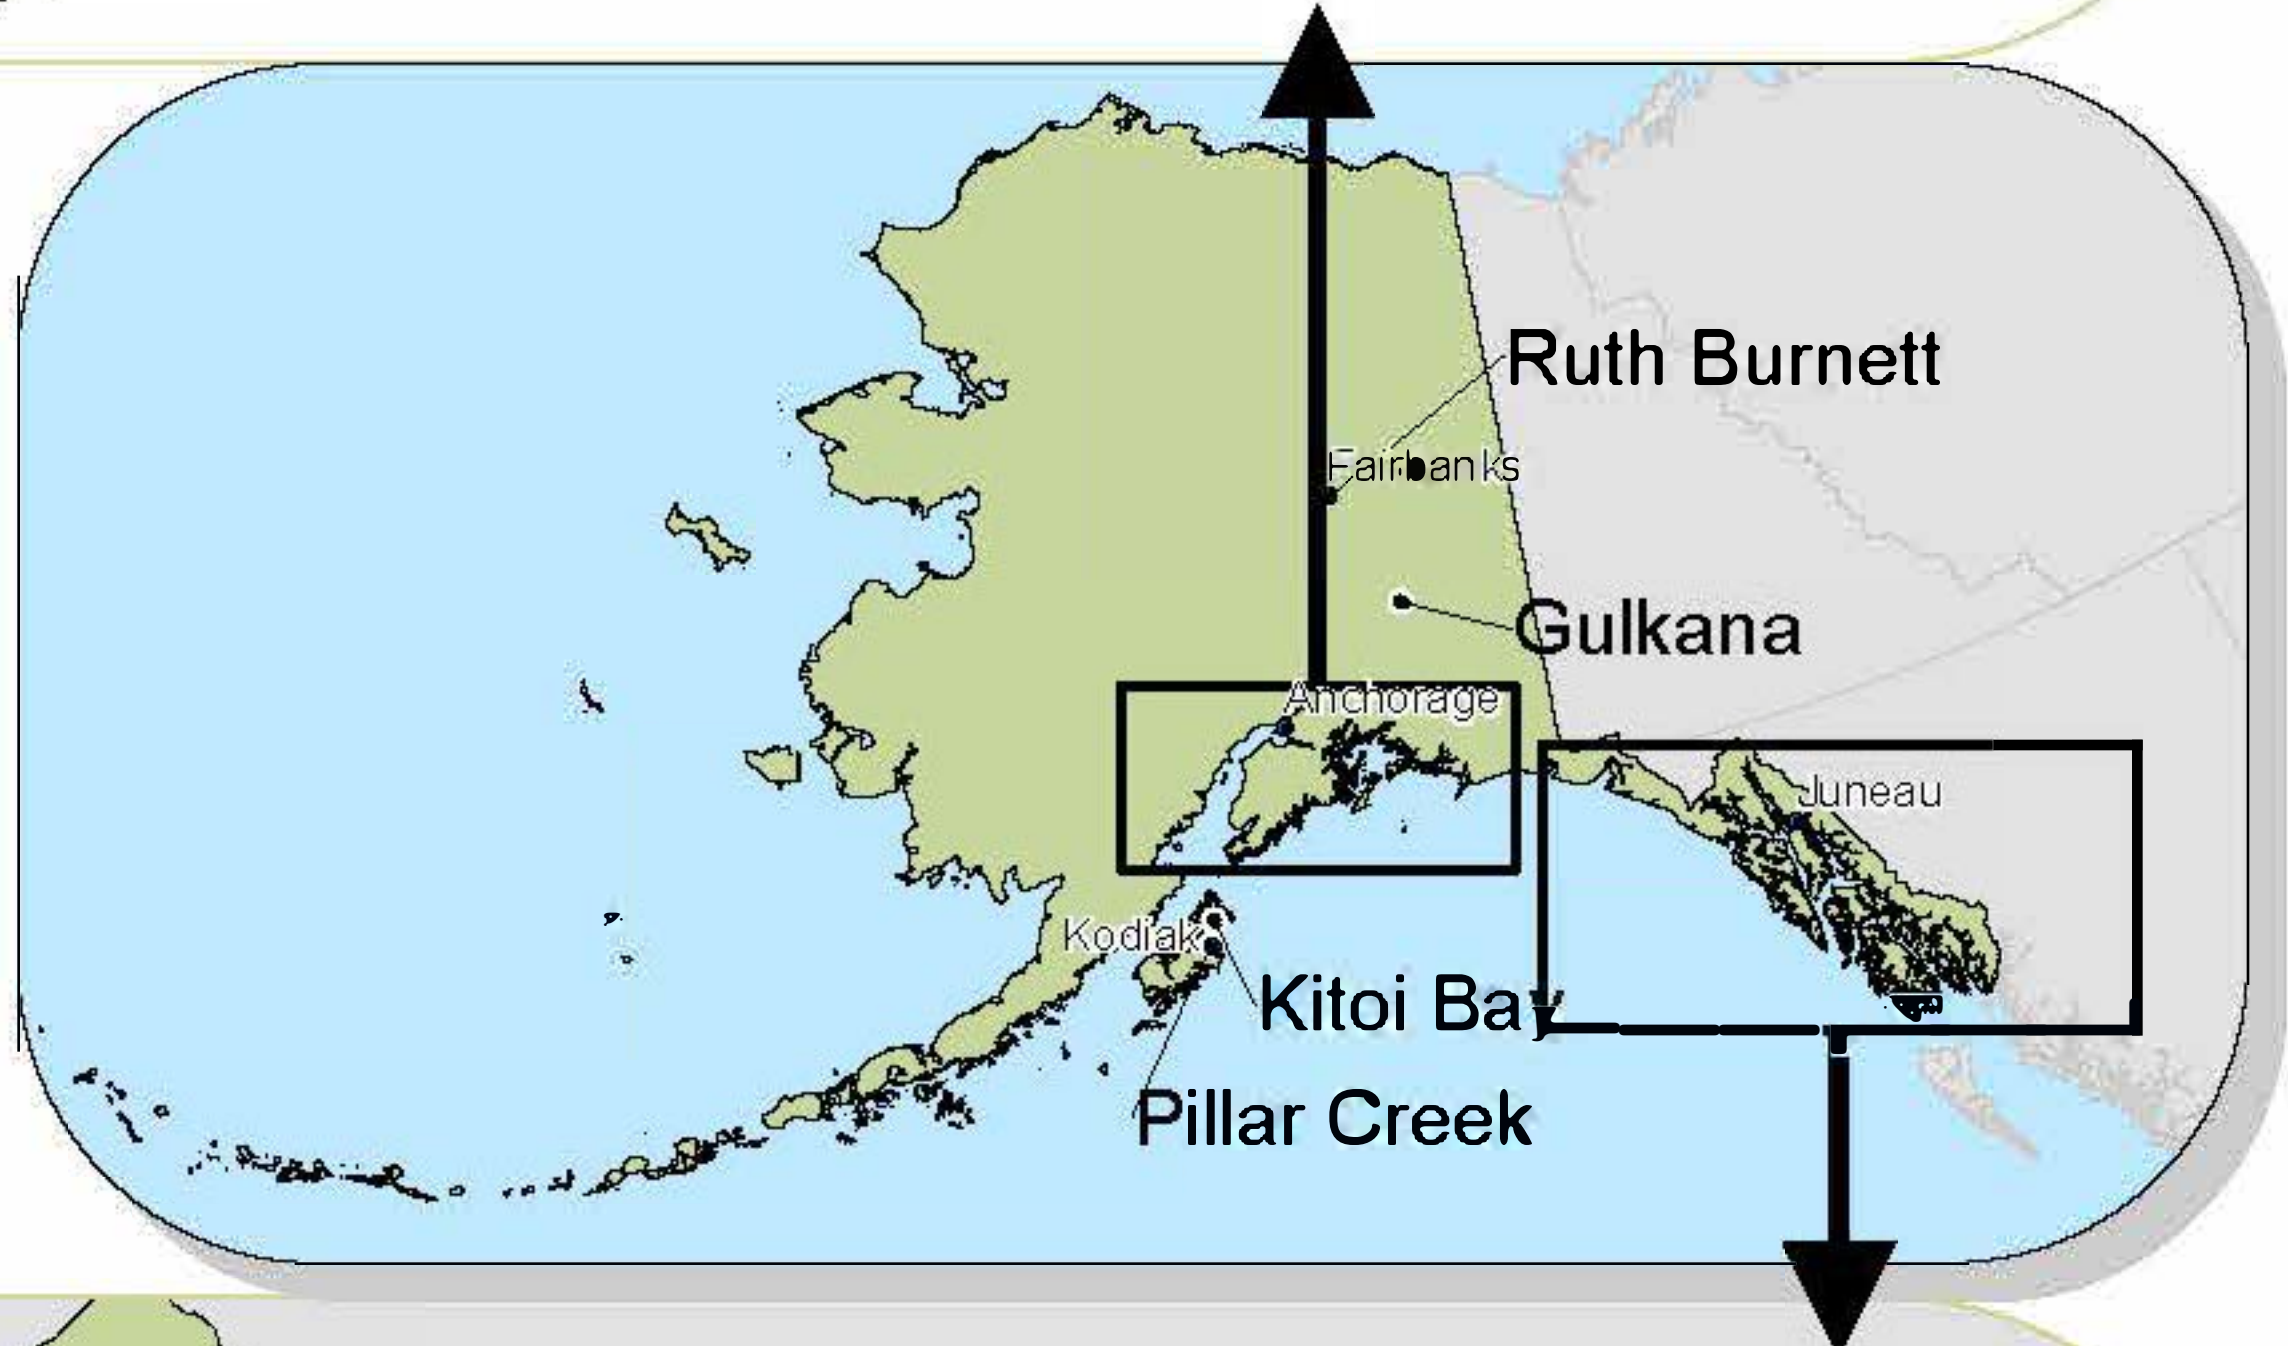 Ruth Burnett
Fairbanks
Gulkana
Anchorage
Juneau
Kodiak
Kitoi Bay
Pillar Creek